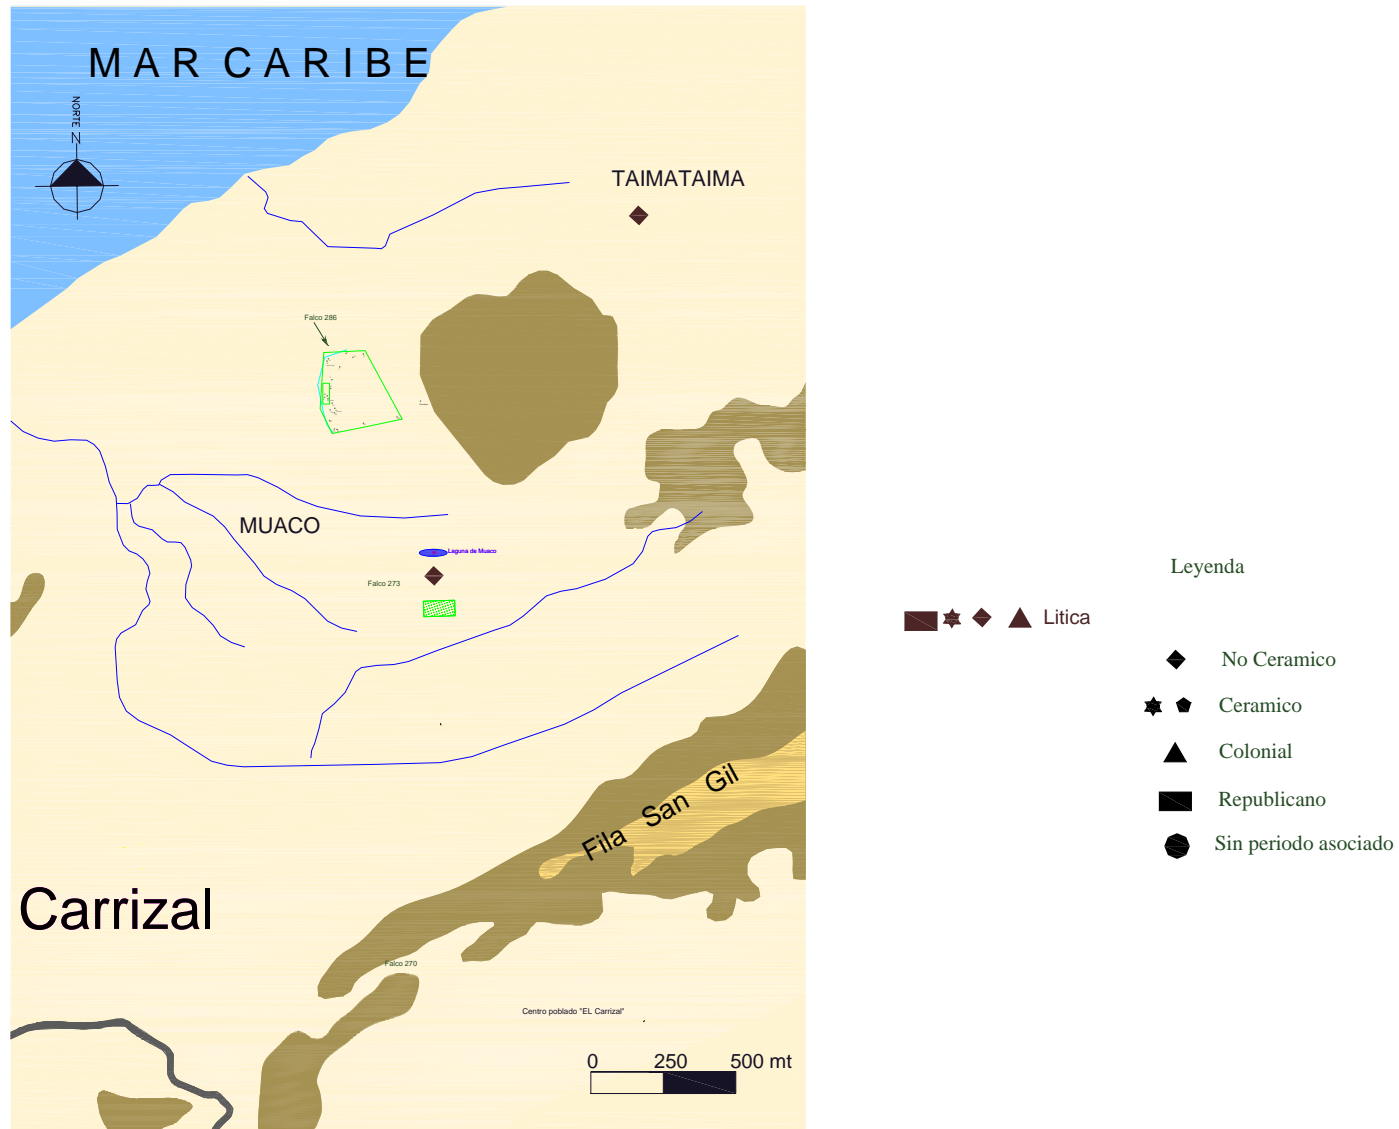 MAR CARIBE
NORTE N
TAIMATAIMA
Falco 286
MUACO
Laguna de Muaco
Falco 273
Fila San Gil
Carrizal
Falco 270
Centro poblado "EL Carrizal"
0 250 500 mt
Leyenda
Litica
No Ceramico
Ceramico
Colonial
Republicano
Sin periodo asociado